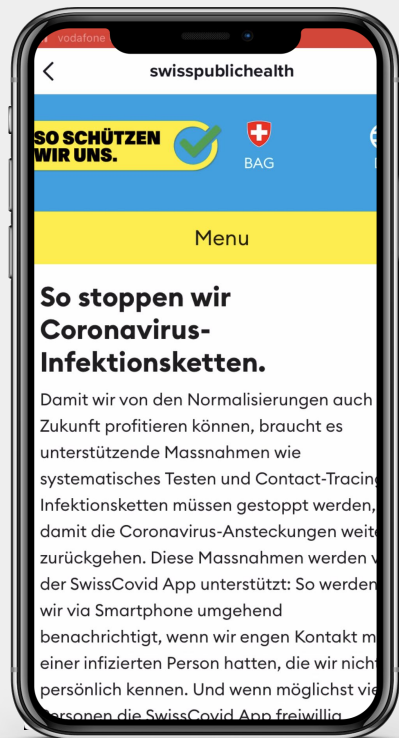 vodafone
swisspublichealth
SO SCHÜTZEN
WIR UNS.
BAG
Menu
So stoppen wir
Coronavirus-
Infektionsketten.
Damit wir von den Normalisierungen auch
Zukunft profitieren können, braucht es
unterstützende Massnahmen wie
systematisches Testen und Contact-Tracing
Infektionsketten müssen gestoppt werden,
damit die Coronavirus-Ansteckungen weite
zurückgehen. Diese Massnahmen werden v
der SwissCovid App unterstützt: So werden
wir via Smartphone umgehend
benachrichtigt, wenn wir engen Kontakt m
einer infizierten Person hatten, die wir nich
persönlich kennen. Und wenn möglichst vie
Personen die SwissCovid App freiwillig